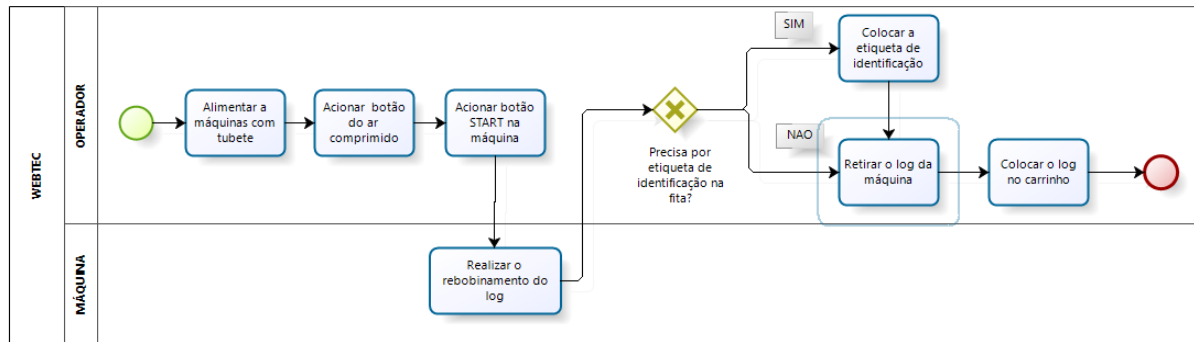 WEBTEC
OPERADOR
Alimentar a
máquinas com
tubete
Acionar botão
do ar
comprimido
Acionar botão
START na
máquina
Precisa por
etiqueta de
identificação na
fita?
SIM
Colocar a
etiqueta de
identificação
NAO
Retirar o log da
máquina
Colocar o log
no carrinho
MÁQUINA
Realizar o
rebobinamento do
log